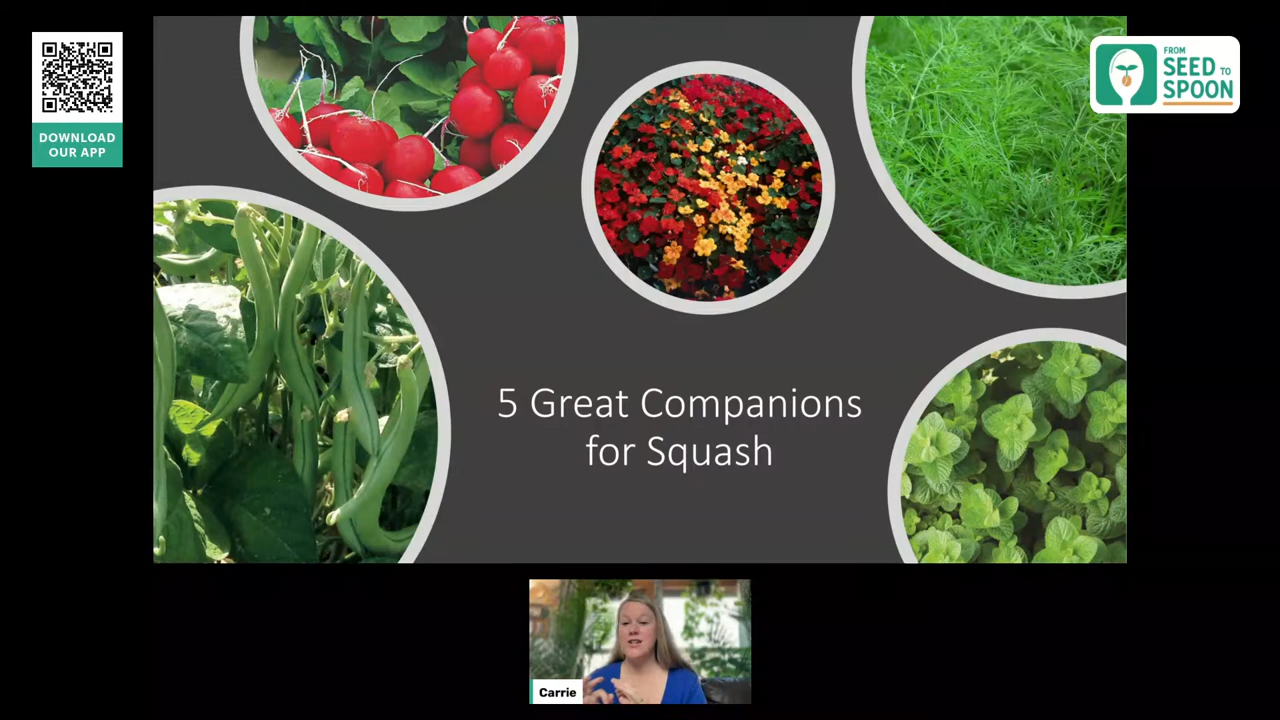 DOWNLOAD
OUR APP
FROM
SEED TO
SPOON
5 Great Companions
for Squash
Carrie